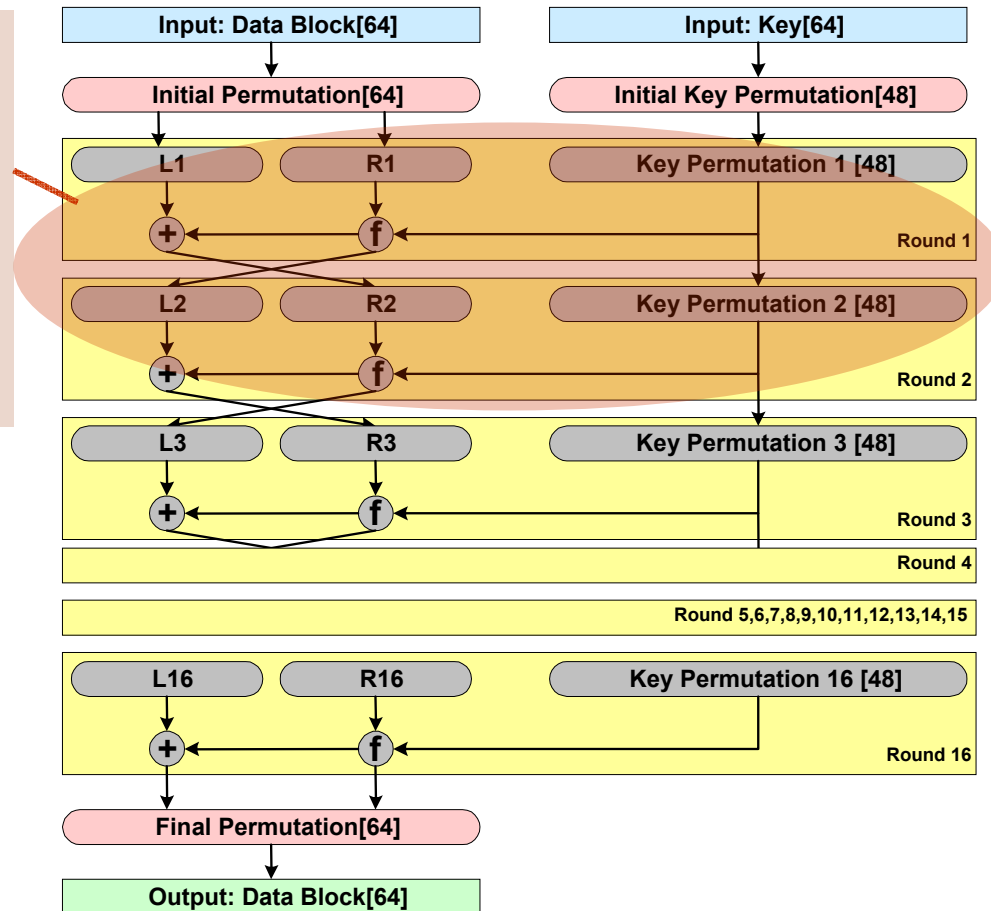 Input: Data Block[64]
Input: Key[64]
Initial Permutation[64]
Initial Key Permutation[48]
L1
R1
Key Permutation 1 [48]
+
f
Round 1
L2
R2
Key Permutation 2 [48]
+
f
Round 2
L3
R3
Key Permutation 3 [48]
+
f
Round 3
Round 4
Round 5,6,7,8,9,10,11,12,13,14,15
L16
R16
Key Permutation 16 [48]
+
f
Round 16
Final Permutation[64]
Output: Data Block[64]